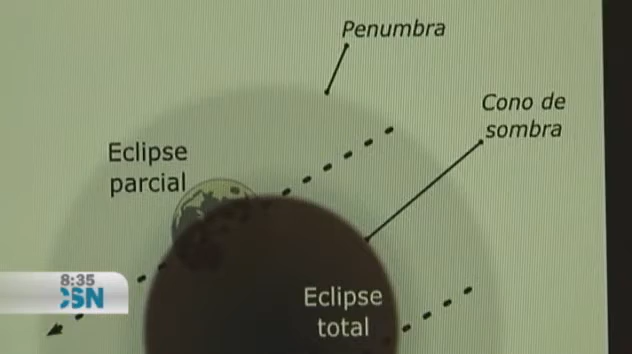 Penumbra
Cono de
sombra
Eclipse
parcial
8:35
CSN
Eclipse
total